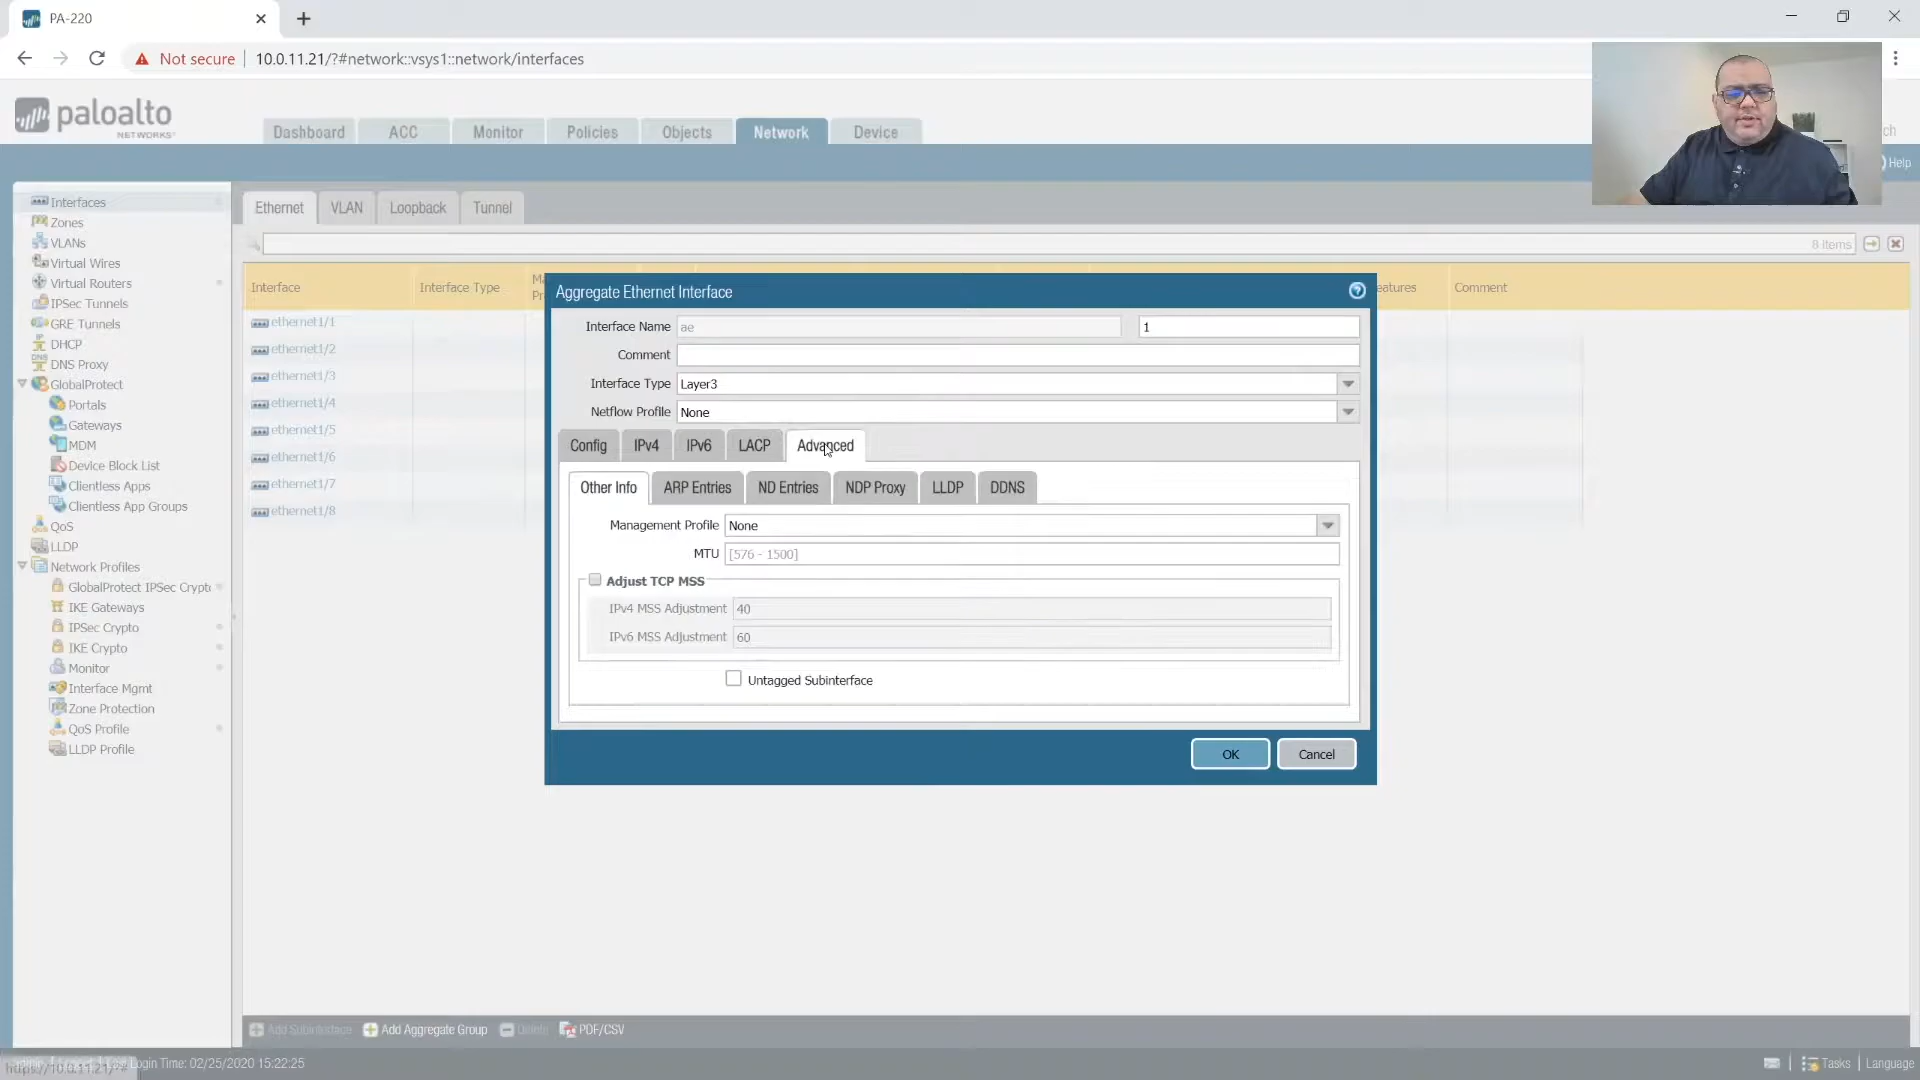 PA-220
Not secure
10.0.11.21/?#network::vsys1::network/interfaces
paloalto
NETWORKS
Dashboard
ACC
Monitor
Policies
Objects
Network
Device
Help
Interfaces
Zones
VLANs
Virtual Wires
Virtual Routers
IPSec Tunnels
GRE Tunnels
DHCP
DNS Proxy
GlobalProtect
Portals
Gateways
MDM
Device Block List
Clientless Apps
Clientless App Groups
QoS
LLDP
Network Profiles
GlobalProtect IPSec Crypto
IKE Gateways
IPSec Crypto
IKE Crypto
Monitor
Interface Mgmt
Zone Protection
QoS Profile
LLDP Profile
Ethernet
VLAN
Loopback
Tunnel
8 items
Interface
Interface Type
eatures
Comment
ethernet1/1
ethernet1/2
ethernet1/3
ethernet1/4
ethernet1/5
ethernet1/6
ethernet1/7
ethernet1/8
Aggregate Ethernet Interface
Interface Name ae 1
Comment
Interface Type Layer3
Netflow Profile None
Config IPv4 IPv6 LACP Advanced
Other Info ARP Entries ND Entries NDP Proxy LLDP DDNS
Management Profile None
MTU [576 - 1500]
Adjust TCP MSS
IPv4 MSS Adjustment 40
IPv6 MSS Adjustment 60
Untagged Subinterface
OK
Cancel
Add Subinterface
Add Aggregate Group
Delete
PDF/CSV
Login Time: 02/25/2020 15:22:25
Tasks
Language